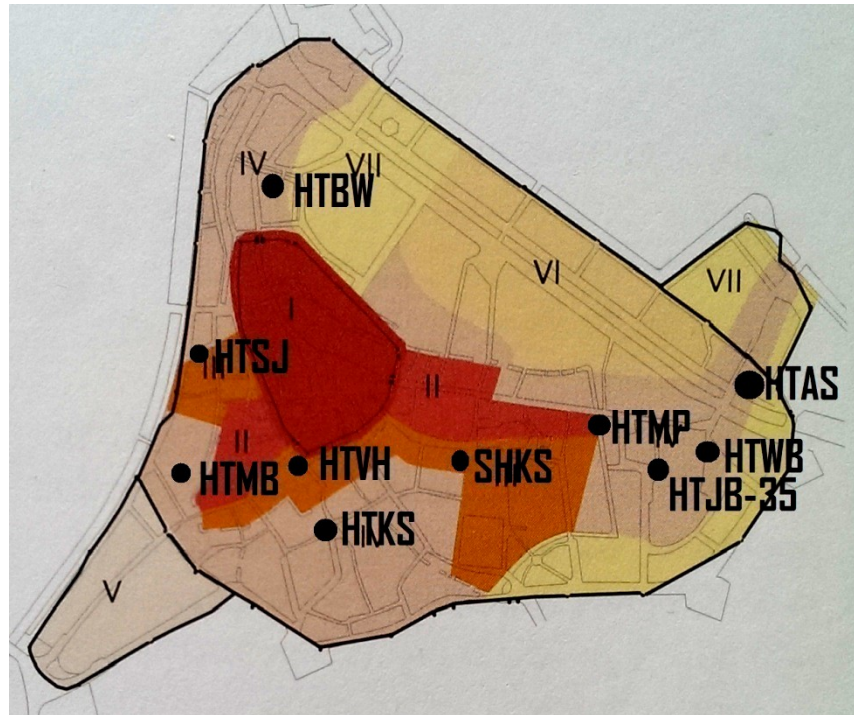 IV
VII
HTBW
VI
VII
I
HTSJ
II
HTAS
HTMP
II
HTWB
HTVH
SHKS
HTMB
HTJB-35
HTKS
V